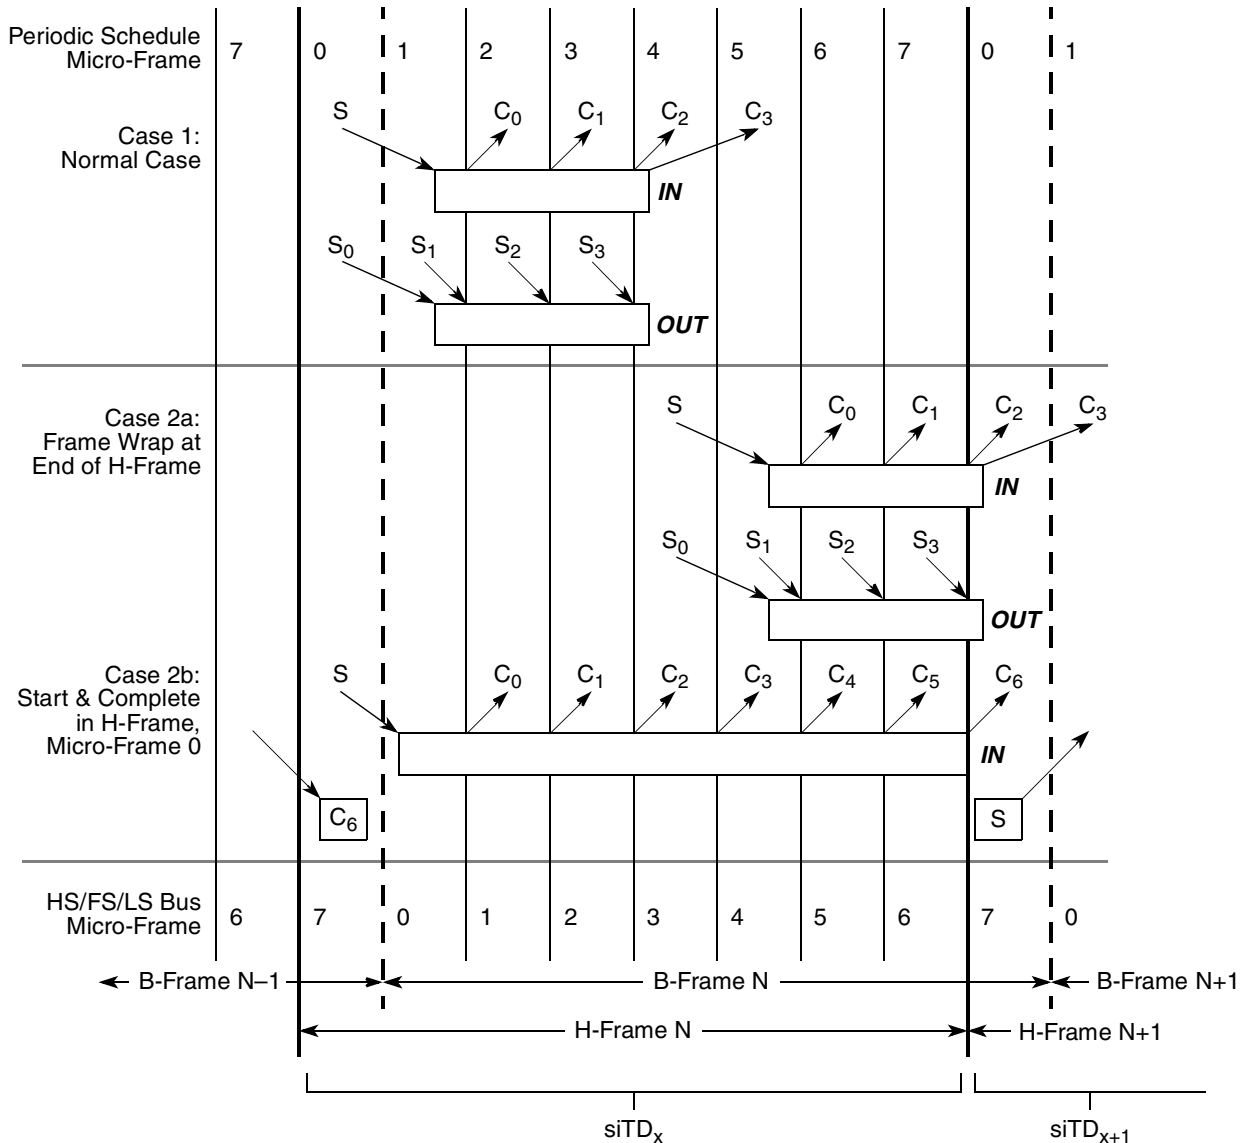 Periodic Schedule
Micro-Frame
7 0 1 2 3 4 5 6 7 0 1
Case 1:
Normal Case
S C0 C1 C2 C3
IN
S0 S1 S2 S3
OUT
Case 2a:
Frame Wrap at
End of H-Frame
S C0 C1 C2 C3
IN
S0 S1 S2 S3
OUT
Case 2b:
Start & Complete
in H-Frame,
Micro-Frame 0
S C0 C1 C2 C3 C4 C5 C6
IN
C6 S
HS/FS/LS Bus
Micro-Frame
6 7 0 1 2 3 4 5 6 7 0
B-Frame N–1 B-Frame N B-Frame N+1
H-Frame N H-Frame N+1
siTDx siTDx+1